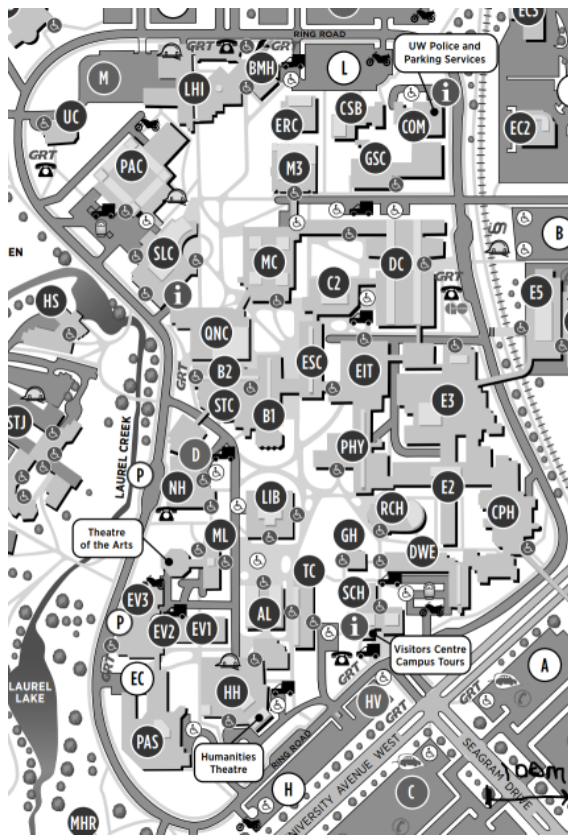 EC5
RING ROAD
GRT
GRT
BMH
UW Police and
Parking Services
M
LHI
L
UC
ERC
CSB
COM
EC2
GRT
PAC
M3
GSC
SLC
MC
DC
B
EN
C2
GRT
HS
QNC
E5
B2
ESC
EIT
GRT
STC
B1
E3
STJ
LAUREL CREEK
D
PHY
P
NH
E2
LIB
RCH
CPH
Theatre
of the Arts
ML
GH
DWE
TC
EV3
SCH
P
EV2
EV1
AL
GRT
EC
Visitors Centre
Campus Tours
LAUREL
LAKE
HH
GRT
HV
GRT
A
PAS
Humanities
Theatre
RING ROAD
UNIVERSITY AVENUE WEST
SEAGRAM DRIVE
100m
H
C
MHR